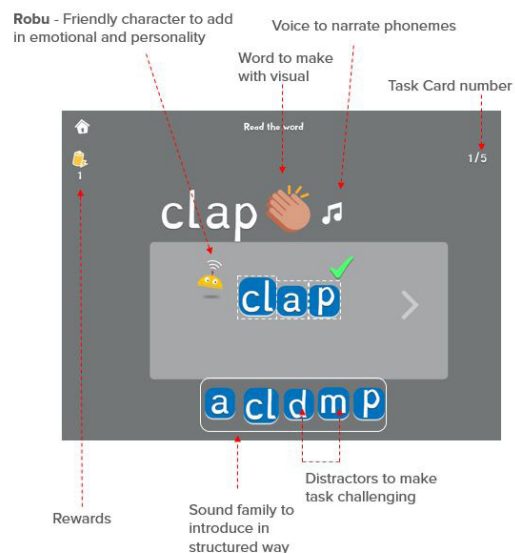 Robu - Friendly character to add
in emotional and personality
Voice to narrate phonemes
Word to make
with visual
Task Card number
Read the word
1/5
1
clap
cl a p
a cl d m p
Distractors to make
task challenging
Rewards
Sound family to
introduce in
structured way